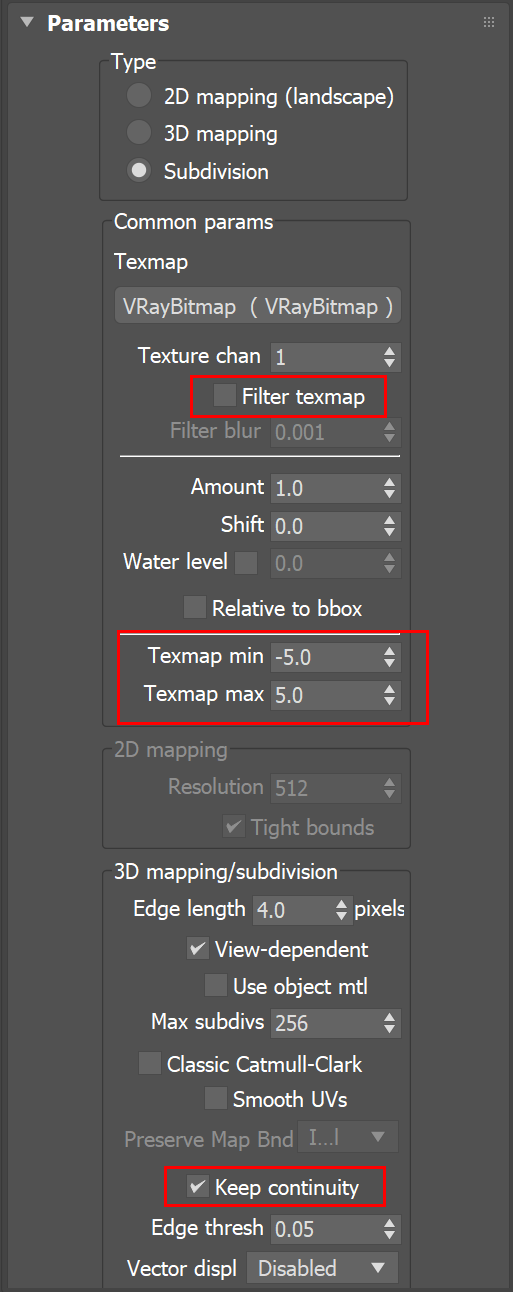 Parameters
Type
2D mapping (landscape)
3D mapping
Subdivision
Common params
Texmap
VRayBitmap ( VRayBitmap )
Texture chan 1
Filter texmap
Filter blur 0.001
Amount 1.0
Shift 0.0
Water level 0.0
Relative to bbox
Texmap min -5.0
Texmap max 5.0
2D mapping
Resolution 512
Tight bounds
3D mapping/subdivision
Edge length 4.0 pixels
View-dependent
Use object mtl
Max subdivs 256
Classic Catmull-Clark
Smooth UVs
Preserve Map Bnd I...l
Keep continuity
Edge thresh 0.05
Vector displ Disabled